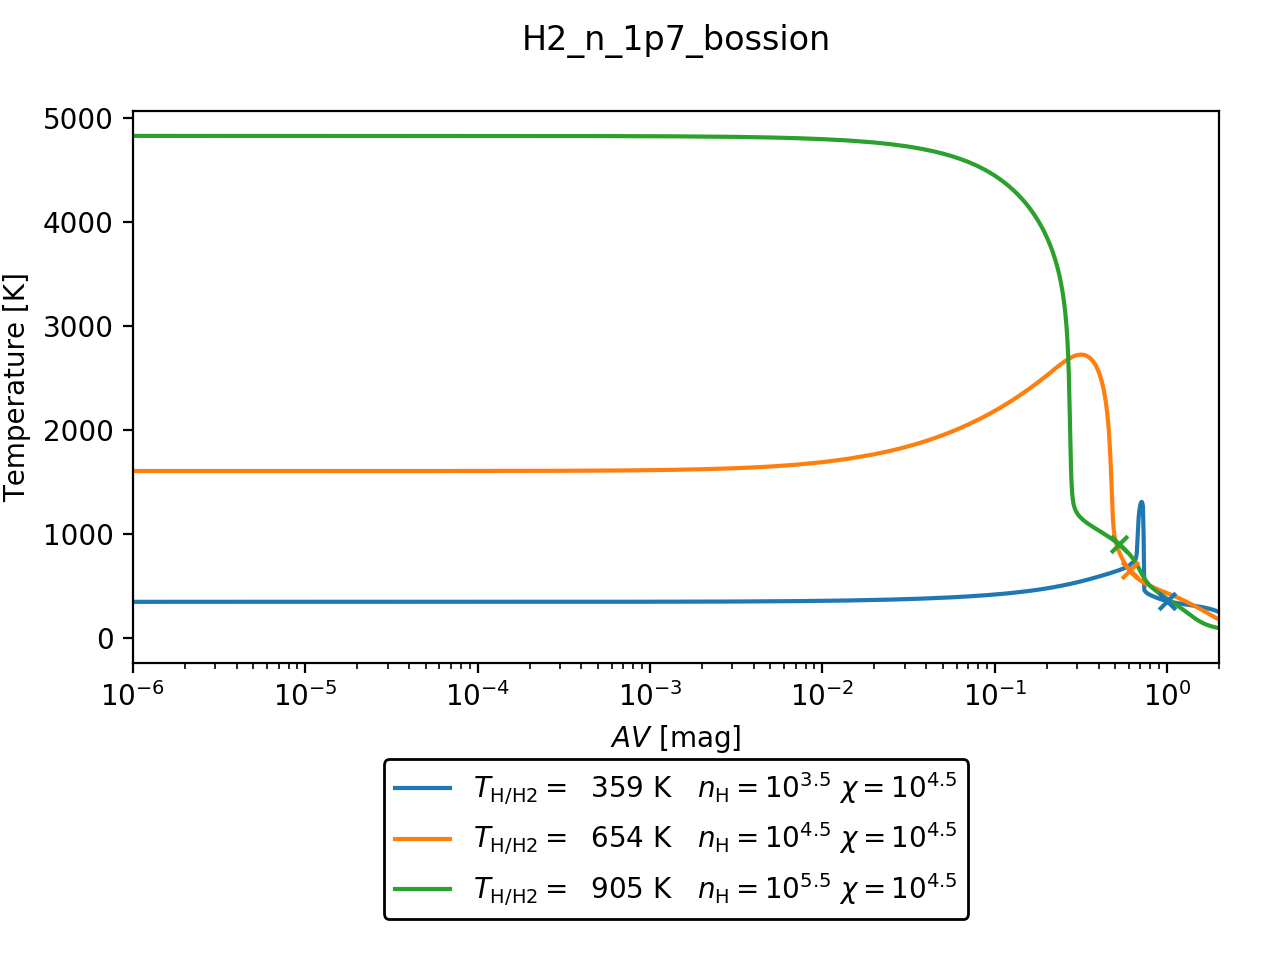 H2_n_1p7_bossion
5000
4000
3000
2000
1000
0
Temperature [K]
10⁻⁶ 10⁻⁵ 10⁻⁴ 10⁻³ 10⁻² 10⁻¹ 10⁰
AV [mag]
T_H/H2 = 359 K n_H = 10^3.5 χ = 10^4.5
T_H/H2 = 654 K n_H = 10^4.5 χ = 10^4.5
T_H/H2 = 905 K n_H = 10^5.5 χ = 10^4.5